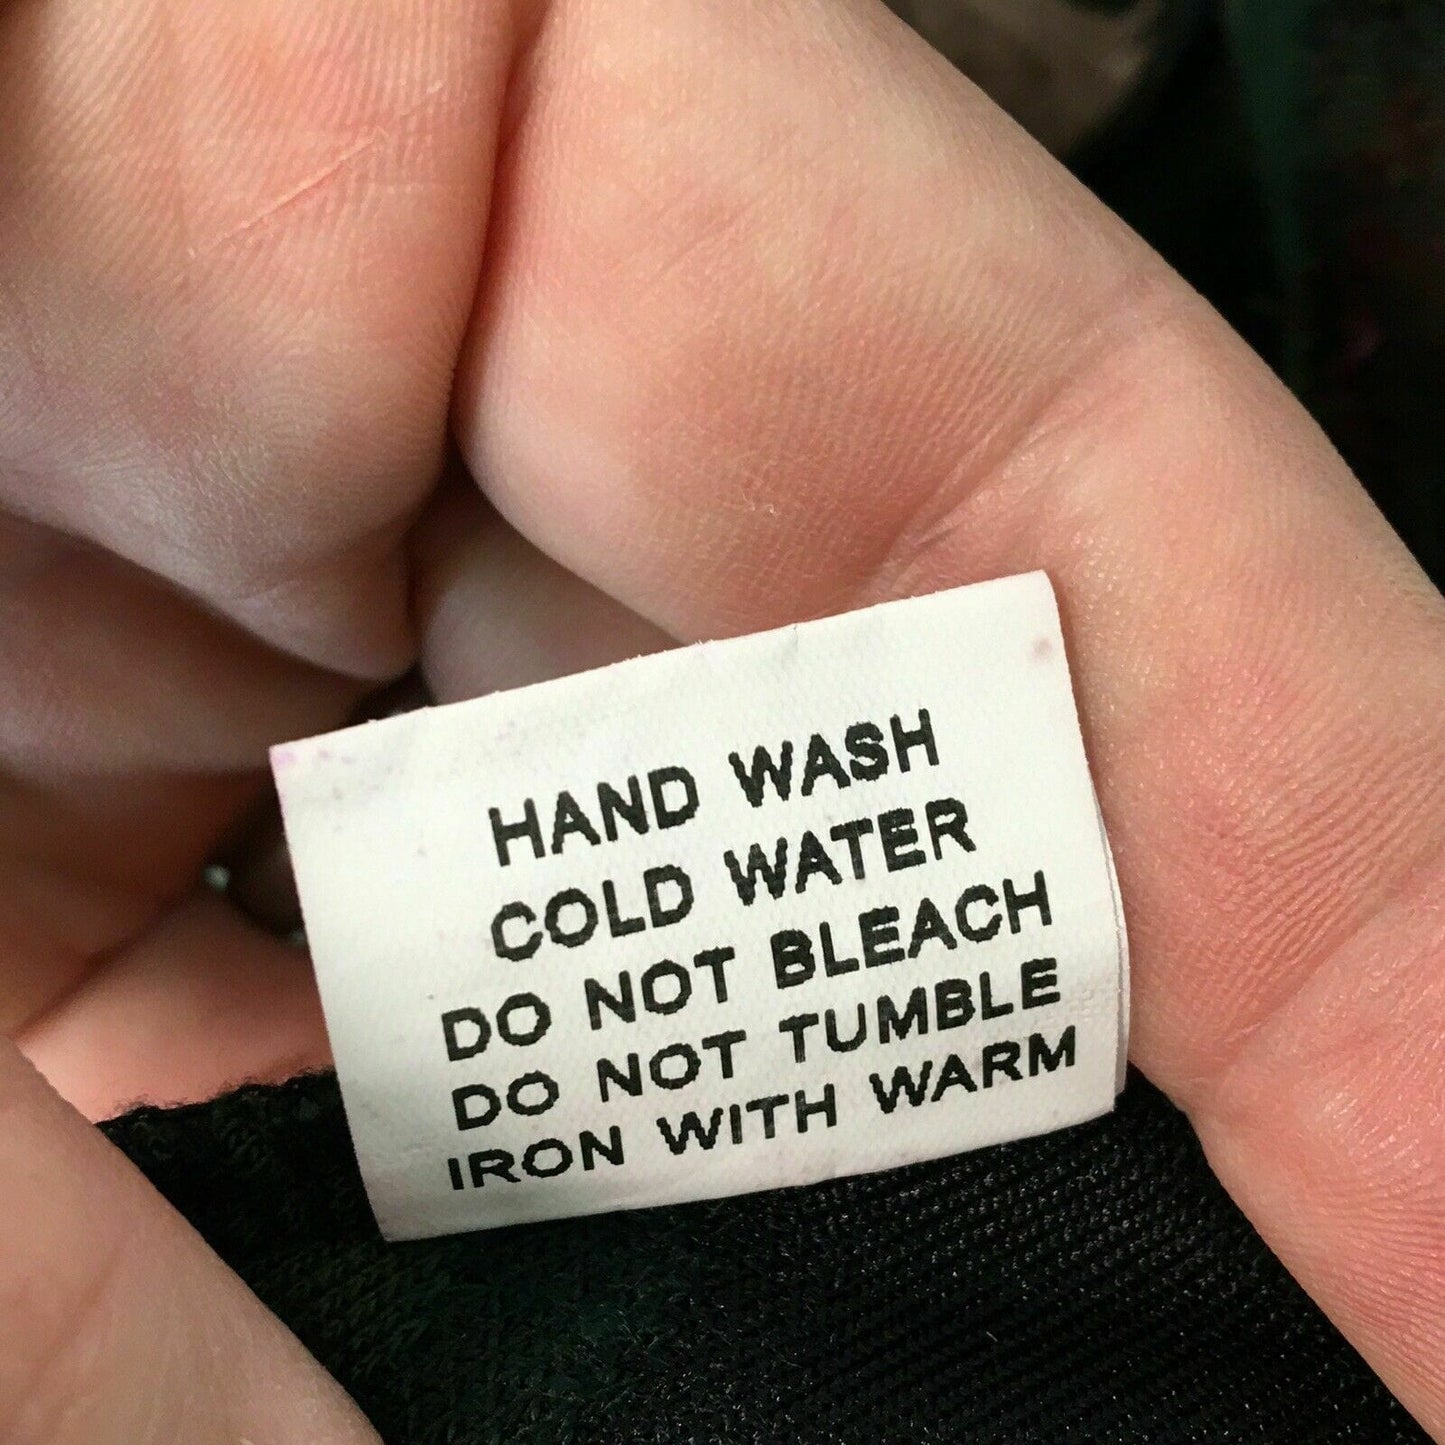 HAND WASH
COLD WATER
DO NOT BLEACH
DO NOT TUMBLE
IRON WITH WARM